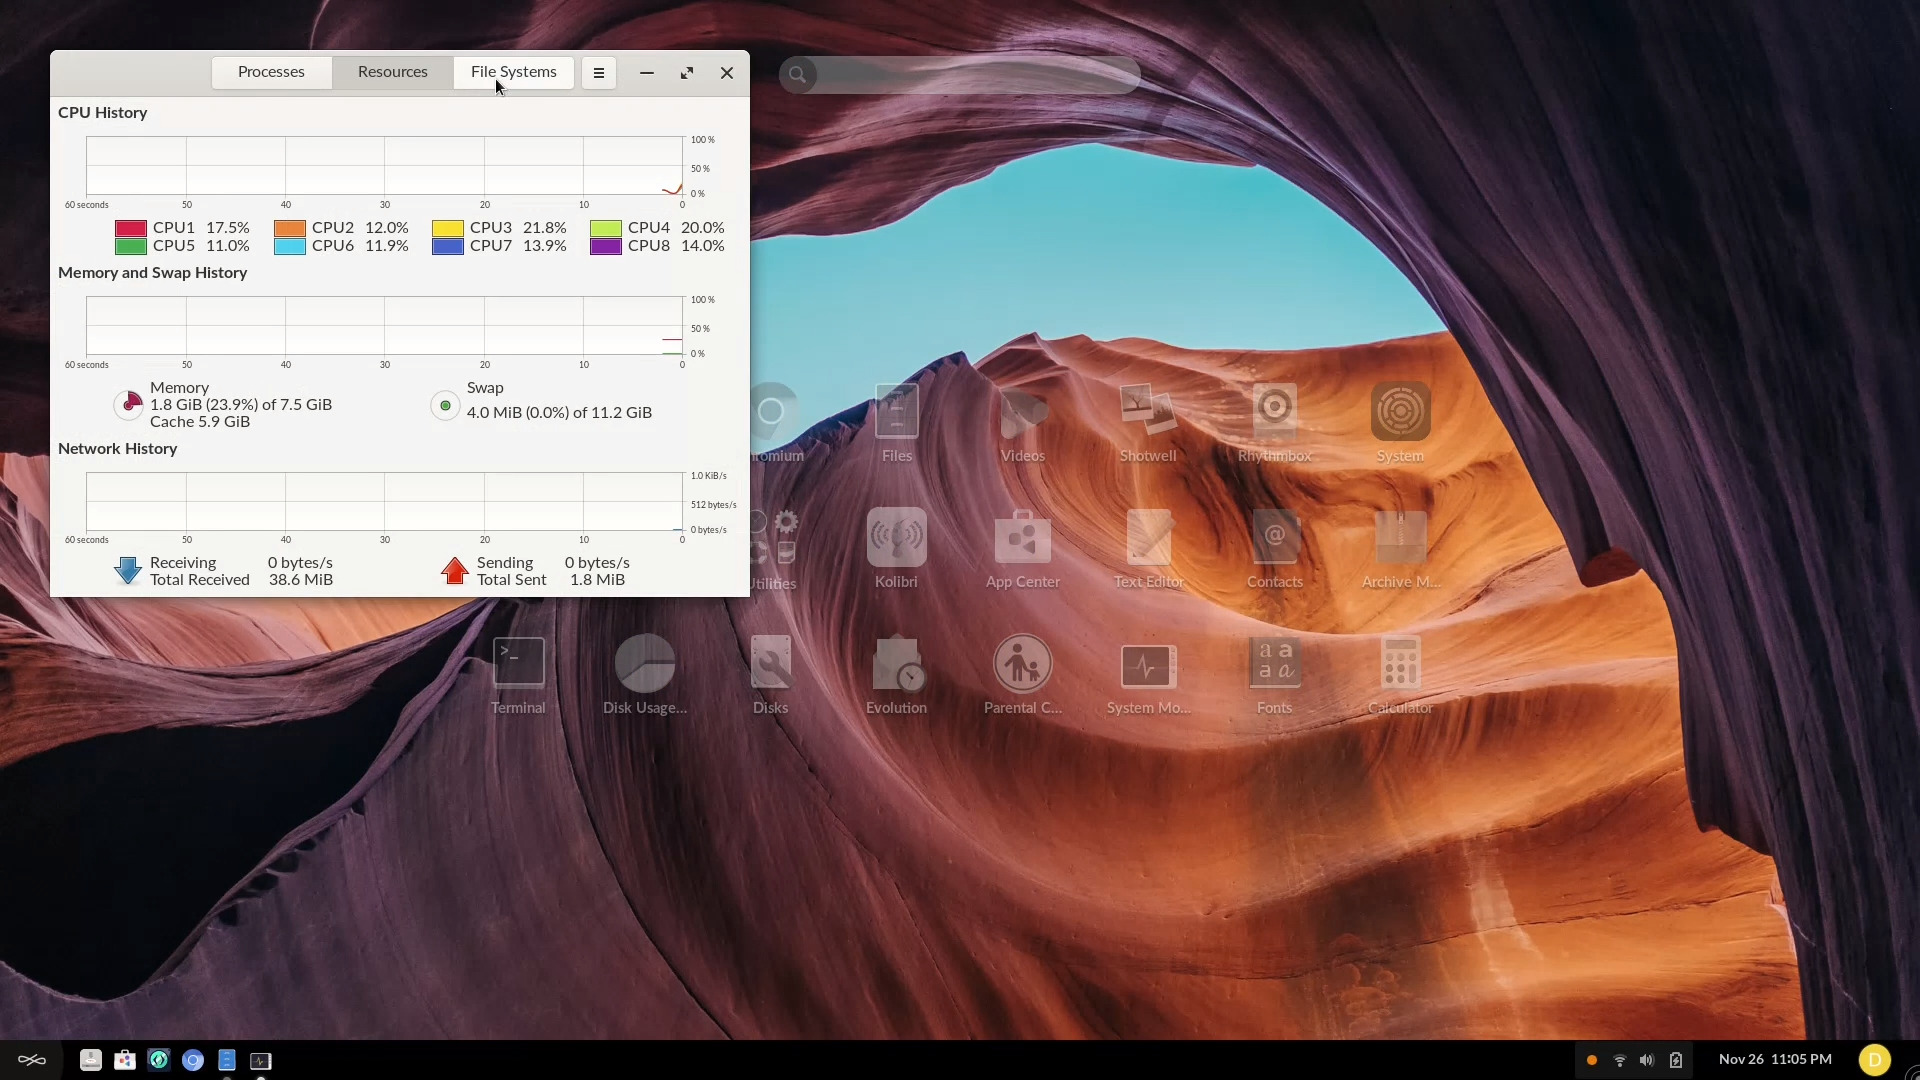 Processes Resources File Systems
CPU History
100 %
50 %
0 %
60 seconds 50 40 30 20 10 0
CPU1 17.5% CPU2 12.0% CPU3 21.8% CPU4 20.0%
CPU5 11.0% CPU6 11.9% CPU7 13.9% CPU8 14.0%
Memory and Swap History
100 %
50 %
0 %
60 seconds 50 40 30 20 10 0
Memory
1.8 GiB (23.9%) of 7.5 GiB
Cache 5.9 GiB
Swap
4.0 MiB (0.0%) of 11.2 GiB
Network History
1.0 KiB/s
512 bytes/s
0 bytes/s
60 seconds 50 40 30 20 10 0
Receiving 0 bytes/s Sending 0 bytes/s
Total Received 38.6 MiB Total Sent 1.8 MiB
romium Files Videos Shotwell Rhythmbox System
Utilities Kolibri App Center Text Editor Contacts Archive M...
Terminal Disk Usage... Disks Evolution Parental C... System Mo... Fonts Calculator
Nov 26 11:05 PM D